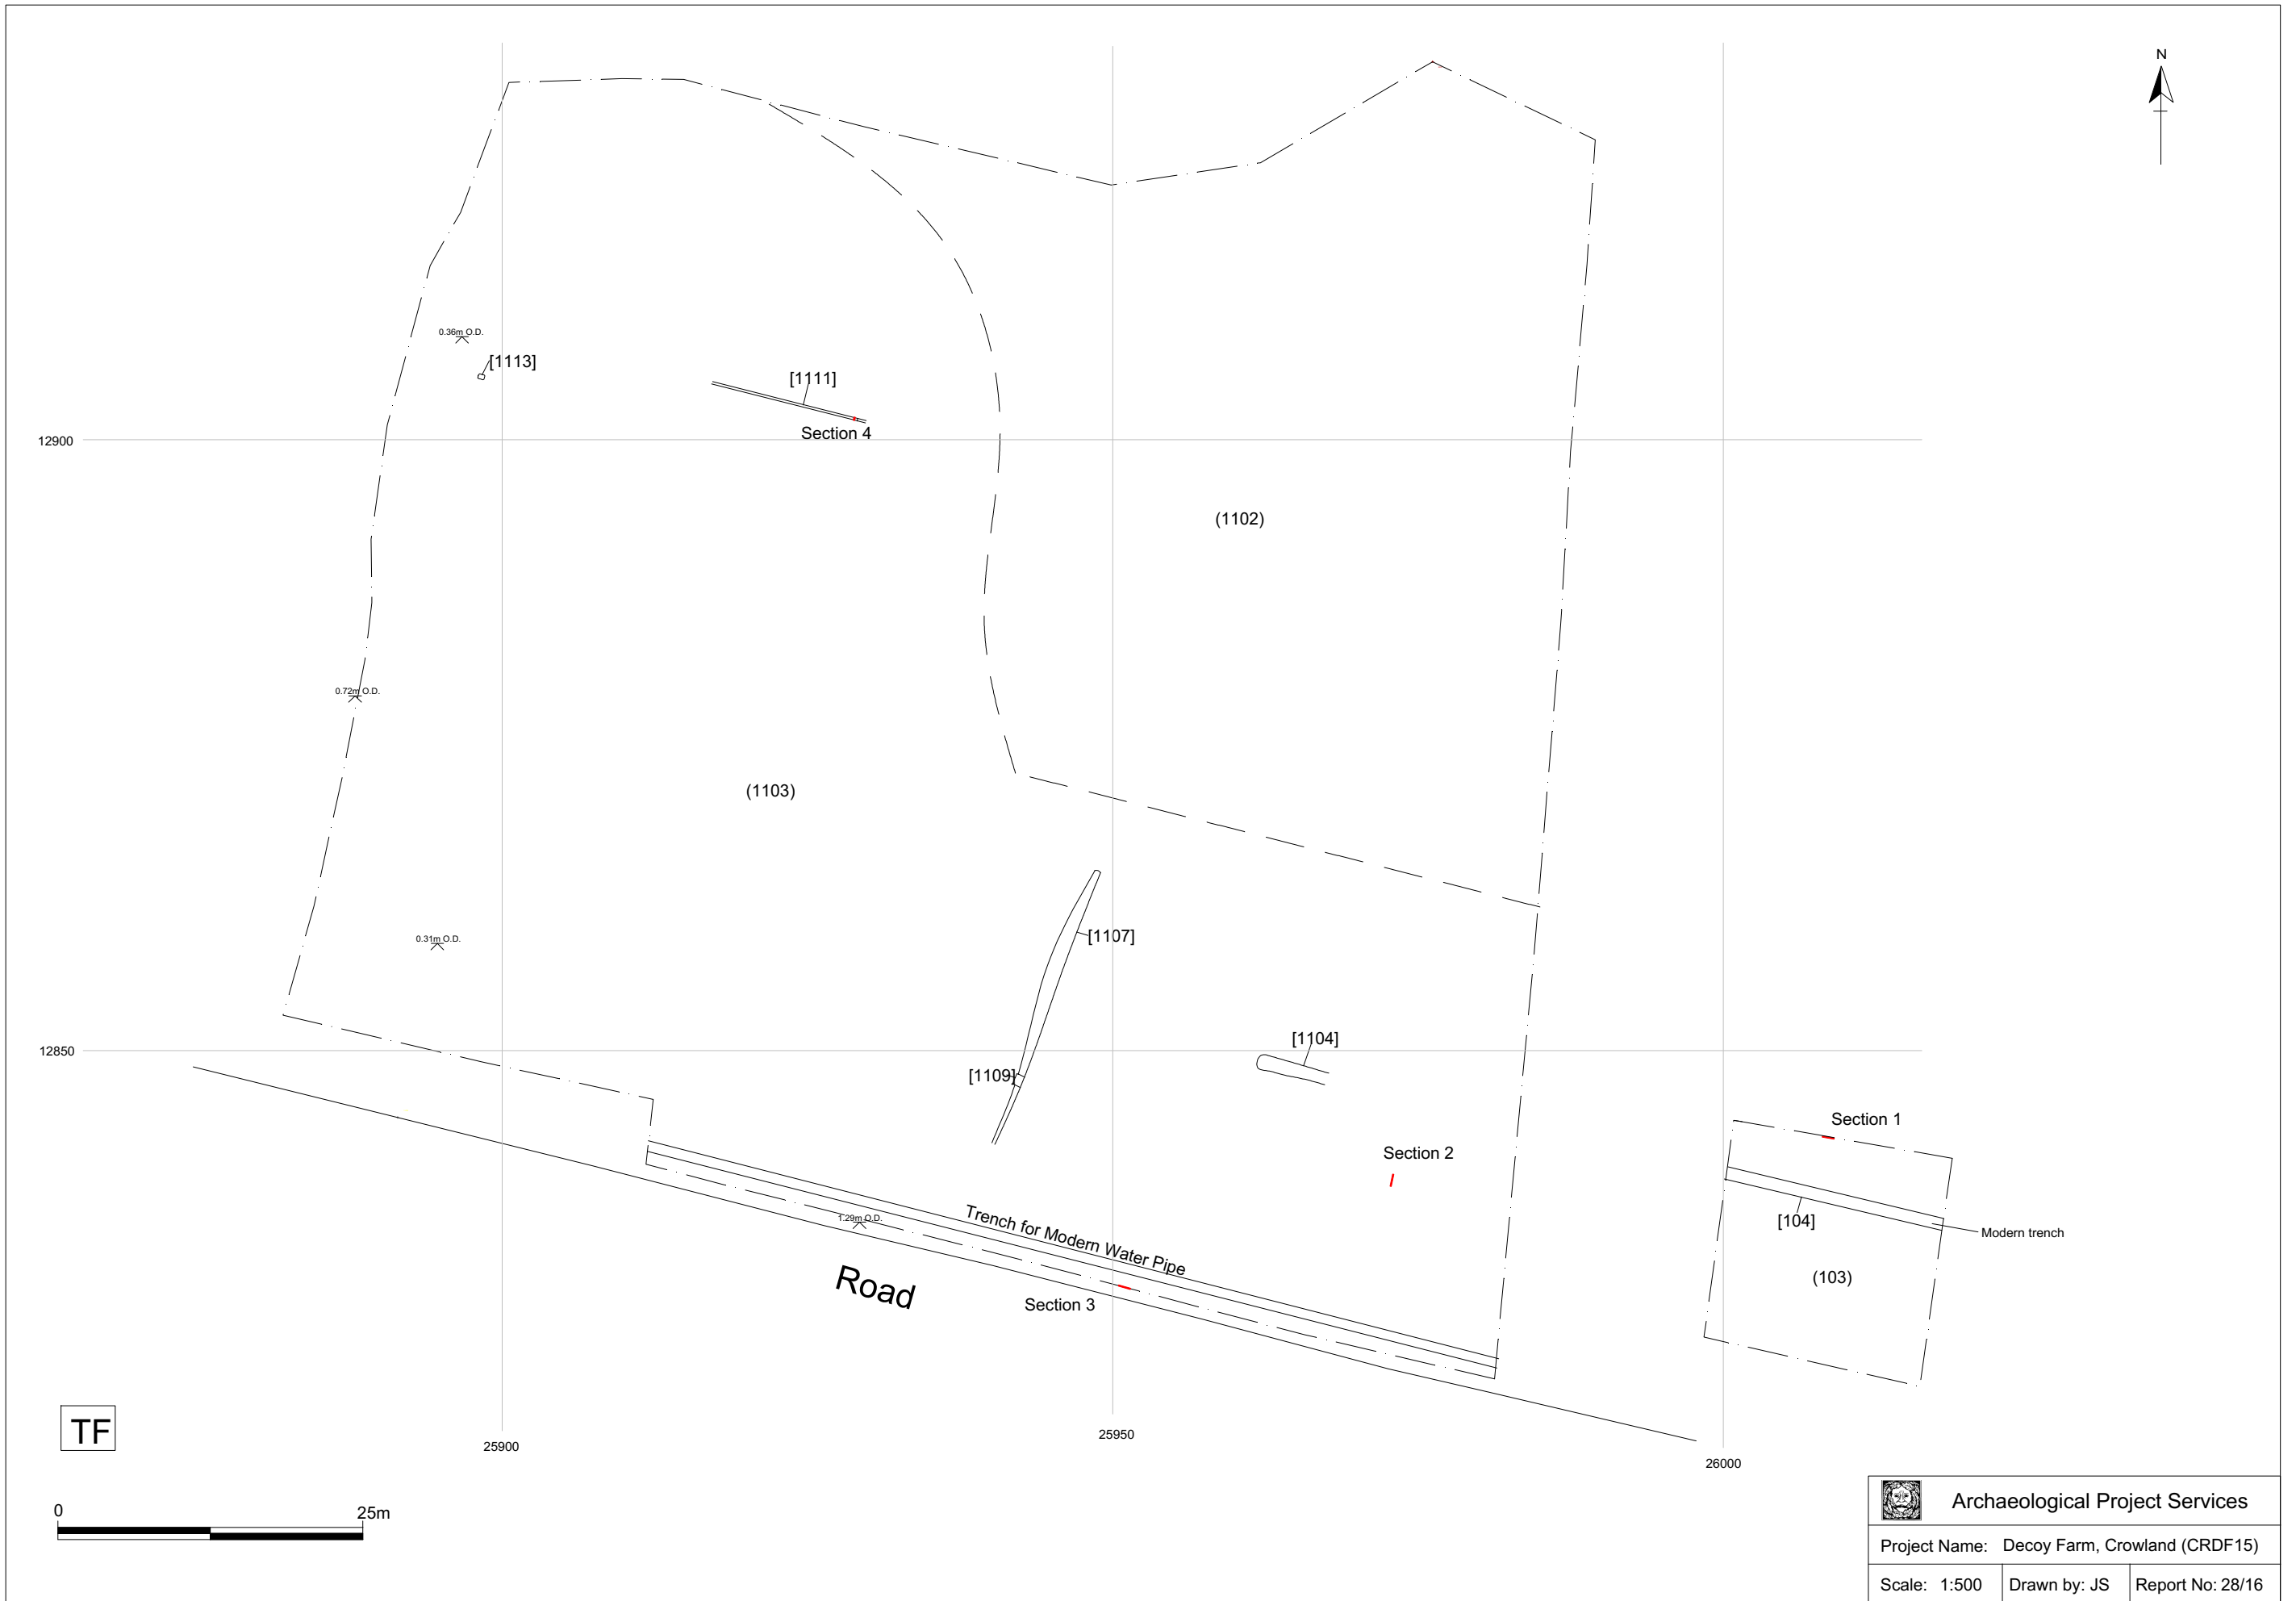 N
0.36m O.D.
[1113]
[1111]
Section 4
12900
(1102)
0.72m O.D.
(1103)
0.31m O.D.
[1107]
12850
[1104]
[1109]
Section 1
Section 2
Trench for Modern Water Pipe
1.29m O.D.
[104]
Modern trench
(103)
Road
Section 3
TF
25900
25950
26000
0 25m
Archaeological Project Services
Project Name: Decoy Farm, Crowland (CRDF15)
Scale: 1:500 Drawn by: JS Report No: 28/16